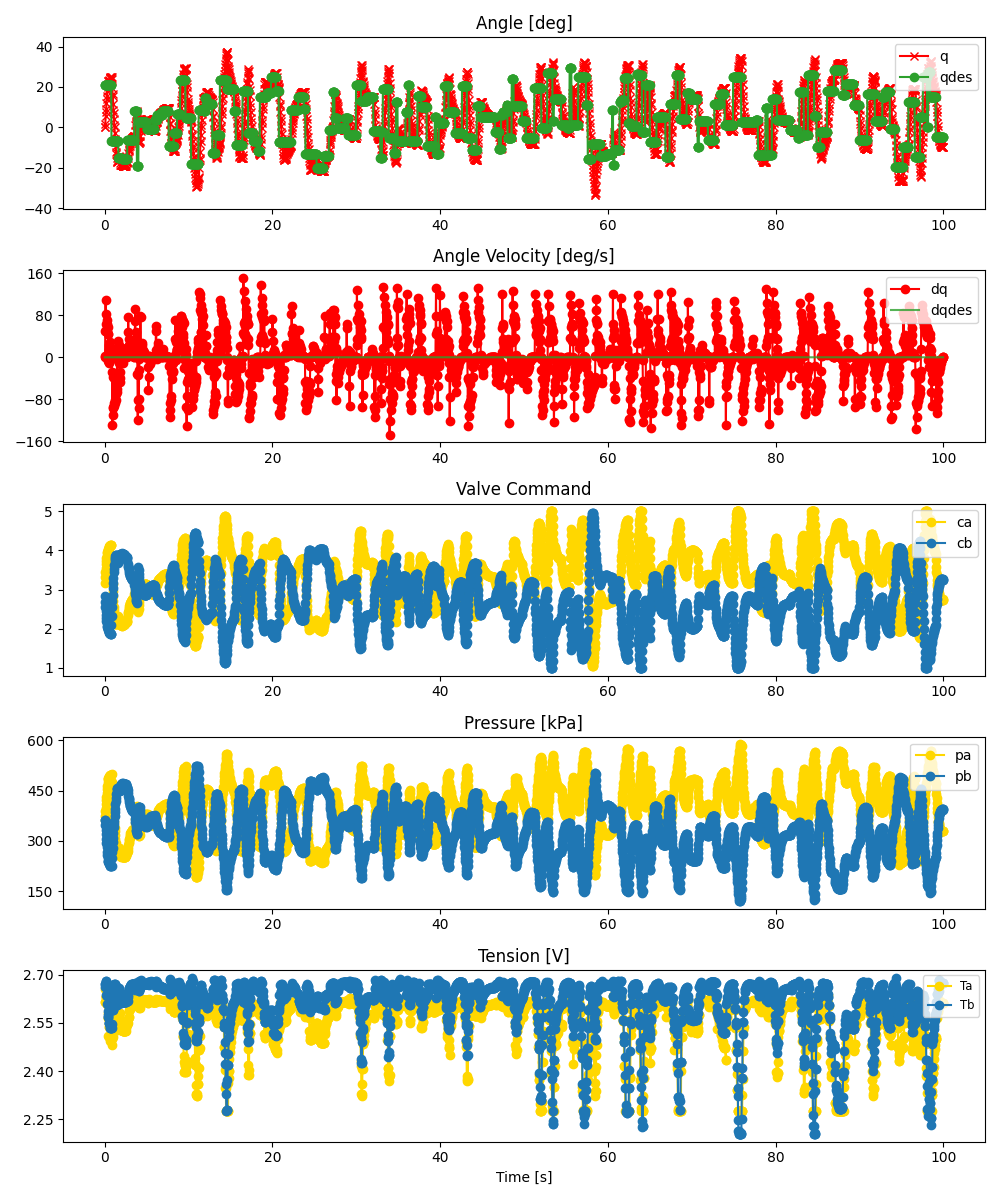 Angle [deg]
40
20
0
−20
−40
q
qdes
0 20 40 60 80 100
Angle Velocity [deg/s]
160
80
0
−80
−160
dq
dqdes
0 20 40 60 80 100
Valve Command
5
4
3
2
1
ca
cb
0 20 40 60 80 100
Pressure [kPa]
600
450
300
150
pa
pb
0 20 40 60 80 100
Tension [V]
2.70
2.55
2.40
2.25
Ta
Tb
0 20 40 60 80 100
Time [s]